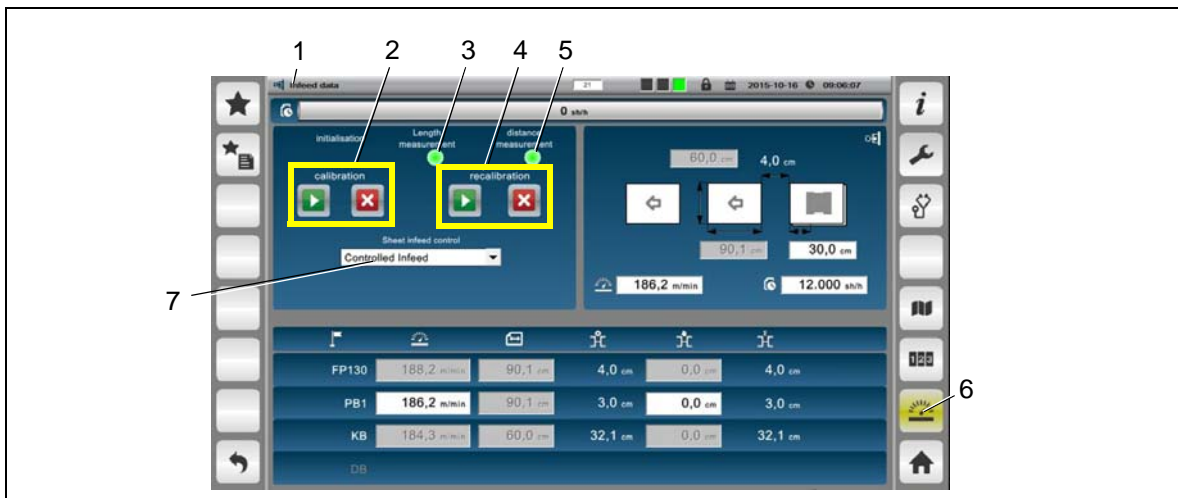 1 2 3 4 5
Infeed data 21 2015-10-16 09:06:07
0 sh/h
initialisation Length measurement distance measurement
calibration recalibration
60,0 cm 4,0 cm
Sheet infeed control
Controlled Infeed
90,1 cm 30,0 cm
7
186,2 m/min 12.000 sh/h
FP130 188,2 m/min 90,1 cm 4,0 cm 0,0 cm 4,0 cm
123
PB1 186,2 m/min 90,1 cm 3,0 cm 0,0 cm 3,0 cm
6
KB 184,3 m/min 60,0 cm 32,1 cm 0,0 cm 32,1 cm
DB